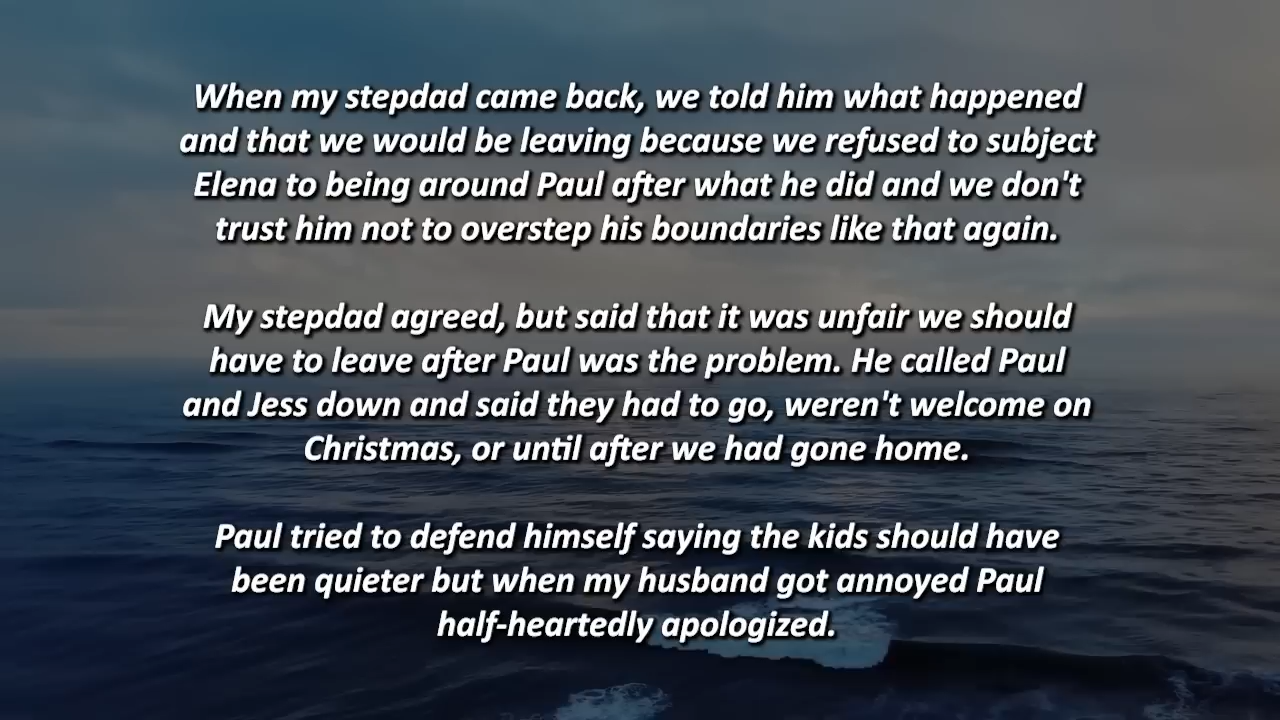 When my stepdad came back, we told him what happened
and that we would be leaving because we refused to subject
Elena to being around Paul after what he did and we don't
trust him not to overstep his boundaries like that again.
My stepdad agreed, but said that it was unfair we should
have to leave after Paul was the problem. He called Paul
and Jess down and said they had to go, weren't welcome on
Christmas, or until after we had gone home.
Paul tried to defend himself saying the kids should have
been quieter but when my husband got annoyed Paul
half-heartedly apologized.